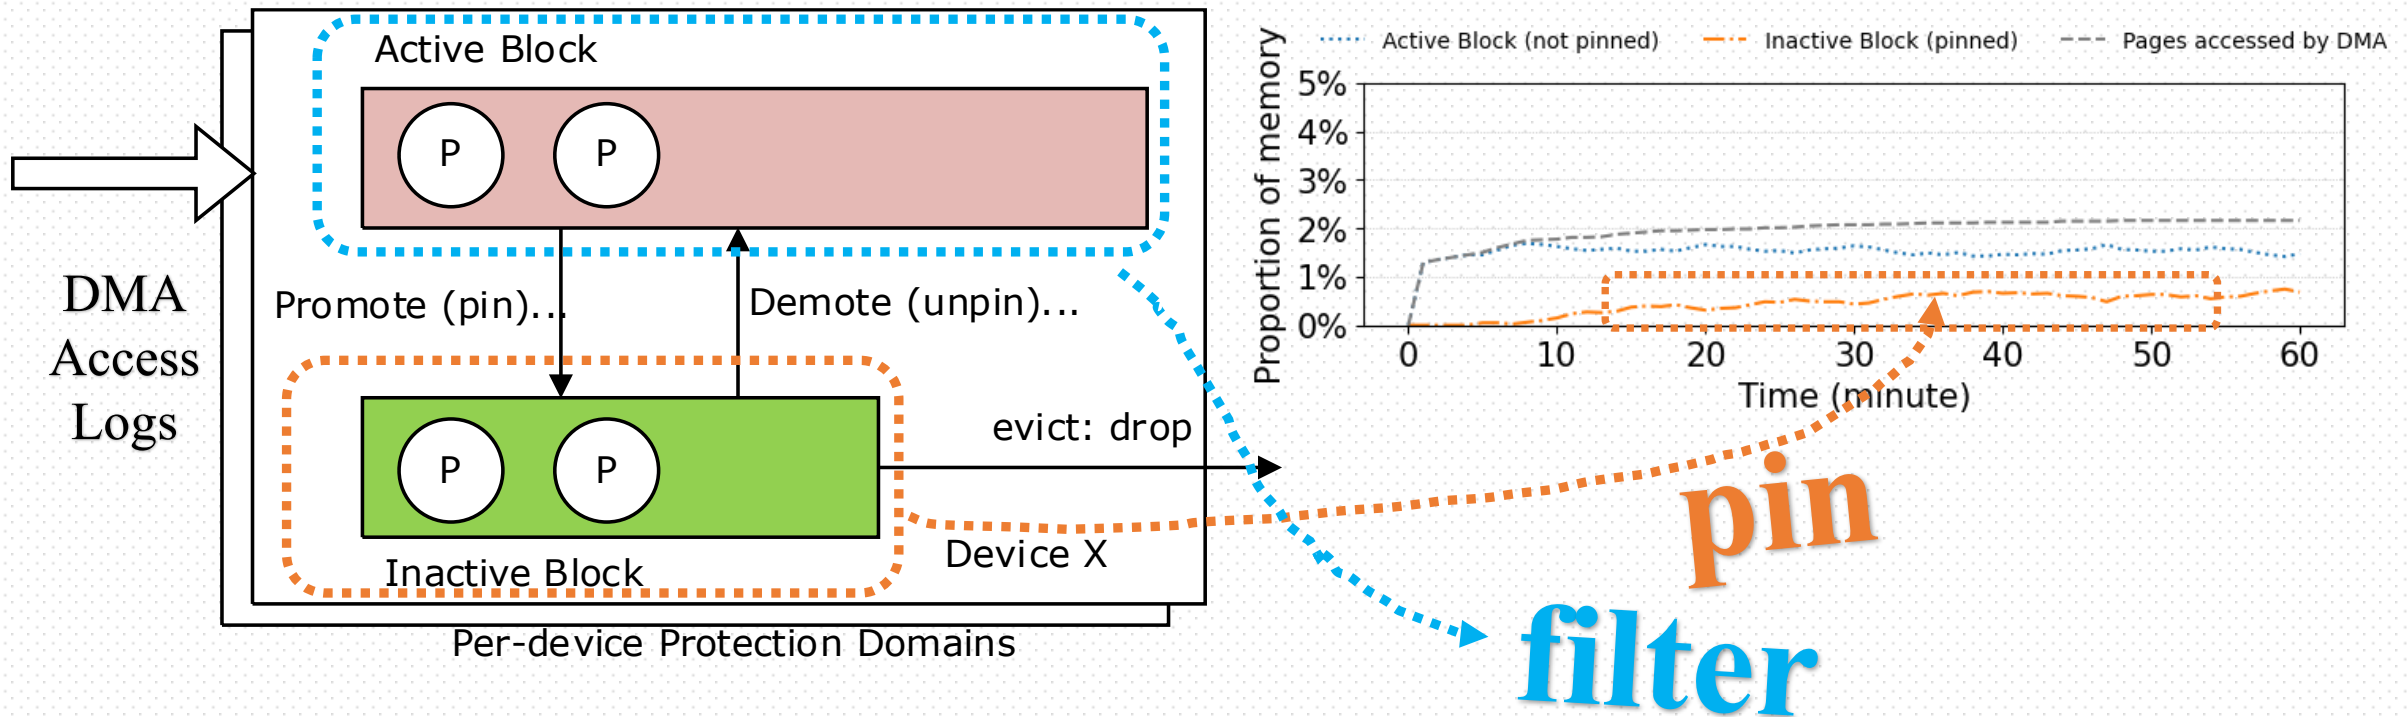 Active Block
P
P
DMA
Access
Logs
Promote (pin)...
Demote (unpin)...
P
P
evict: drop
Device X
Inactive Block
Per-device Protection Domains
Active Block (not pinned)
Inactive Block (pinned)
Pages accessed by DMA
Proportion of memory
5%
4%
3%
2%
1%
0%
0
10
20
30
40
50
60
Time (minute)
pin
filter